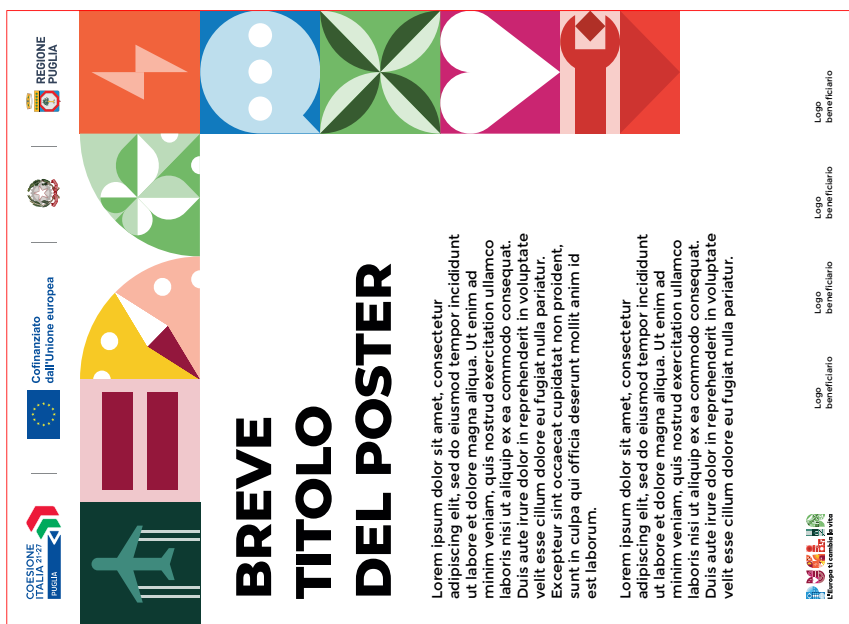 COESIONE
ITALIA 21-27
PUGLIA
Cofinanziato
dall'Unione europea
REGIONE
PUGLIA
BREVE
TITOLO
DEL POSTER
Lorem ipsum dolor sit amet, consectetur
adipiscing elit, sed do eiusmod tempor incididunt
ut labore et dolore magna aliqua. Ut enim ad
minim veniam, quis nostrud exercitation ullamco
laboris nisi ut aliquip ex ea commodo consequat.
Duis aute irure dolor in reprehenderit in voluptate
velit esse cillum dolore eu fugiat nulla pariatur.
Excepteur sint occaecat cupidatat non proident,
sunt in culpa qui officia deserunt mollit anim id
est laborum.
Lorem ipsum dolor sit amet, consectetur
adipiscing elit, sed do eiusmod tempor incididunt
ut labore et dolore magna aliqua. Ut enim ad
minim veniam, quis nostrud exercitation ullamco
laboris nisi ut aliquip ex ea commodo consequat.
Duis aute irure dolor in reprehenderit in voluptate
velit esse cillum dolore eu fugiat nulla pariatur.
PUGLIA
L'Europa ti cambia la vita
Logo
beneficiario
Logo
beneficiario
Logo
beneficiario
Logo
beneficiario